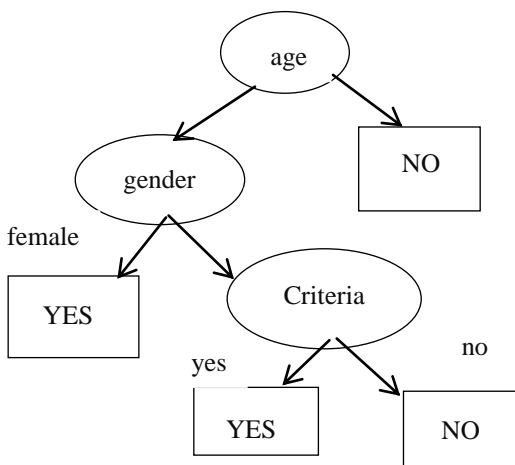 age
NO
gender
female
YES
Criteria
no
yes
YES
NO